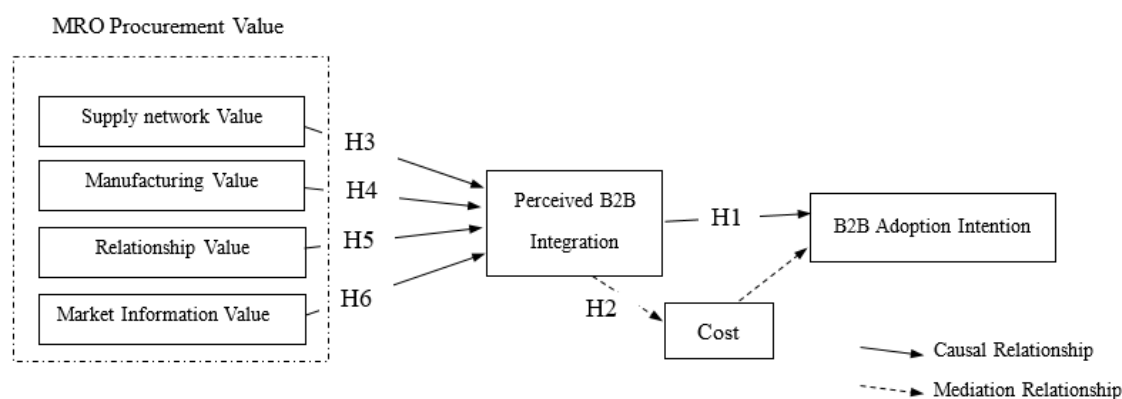 MRO Procurement Value
Supply network Value
H3
Manufacturing Value
H4
Perceived B2B
Integration
H1
B2B Adoption Intention
Relationship Value
H5
Market Information Value
H6
H2
Cost
Causal Relationship
Mediation Relationship